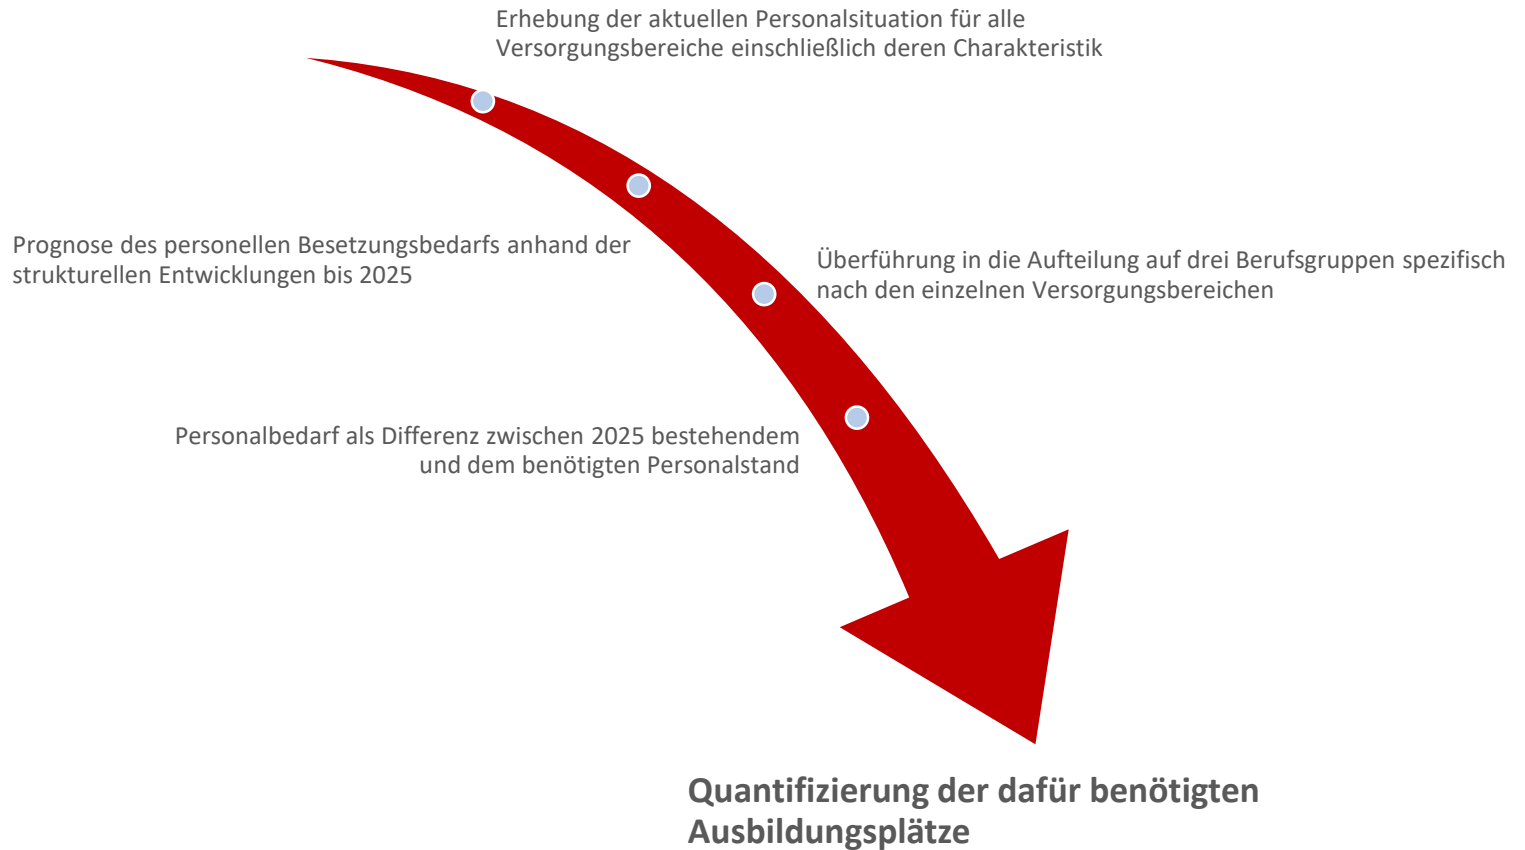 Erhebung der aktuellen Personalsituation für alle
Versorgungsbereiche einschließlich deren Charakteristik
Prognose des personellen Besetzungsbedarfs anhand der
strukturellen Entwicklungen bis 2025
Überführung in die Aufteilung auf drei Berufsgruppen spezifisch
nach den einzelnen Versorgungsbereichen
Personalbedarf als Differenz zwischen 2025 bestehendem
und dem benötigten Personalstand
Quantifizierung der dafür benötigten
Ausbildungsplätze